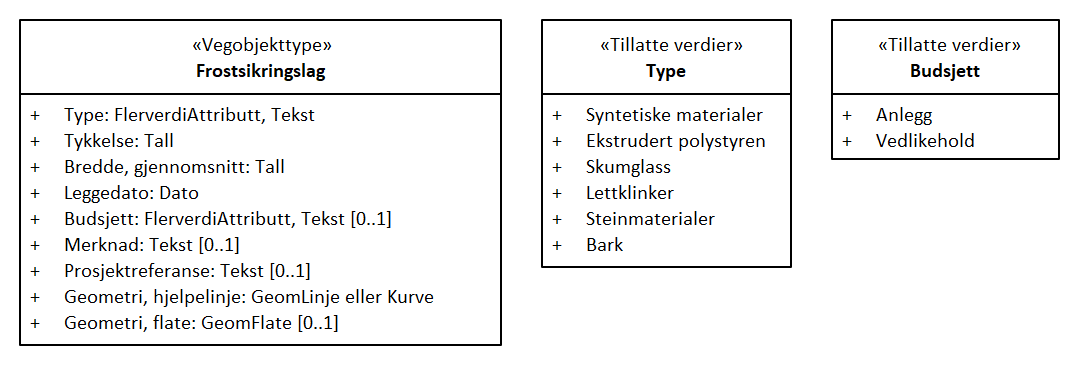 «Vegobjekttype»
Frostsikringslag
+ Type: FlerverdiAttributt, Tekst
+ Tykkelse: Tall
+ Bredde, gjennomsnitt: Tall
+ Leggedato: Dato
+ Budsjett: FlerverdiAttributt, Tekst [0..1]
+ Merknad: Tekst [0..1]
+ Prosjektreferanse: Tekst [0..1]
+ Geometri, hjelpelinje: GeomLinje eller Kurve
+ Geometri, flate: GeomFlate [0..1]
«Tillatte verdier»
Type
+ Syntetiske materialer
+ Ekstrudert polystyren
+ Skumglass
+ Lettklinker
+ Steinmaterialer
+ Bark
«Tillatte verdier»
Budsjett
+ Anlegg
+ Vedlikehold